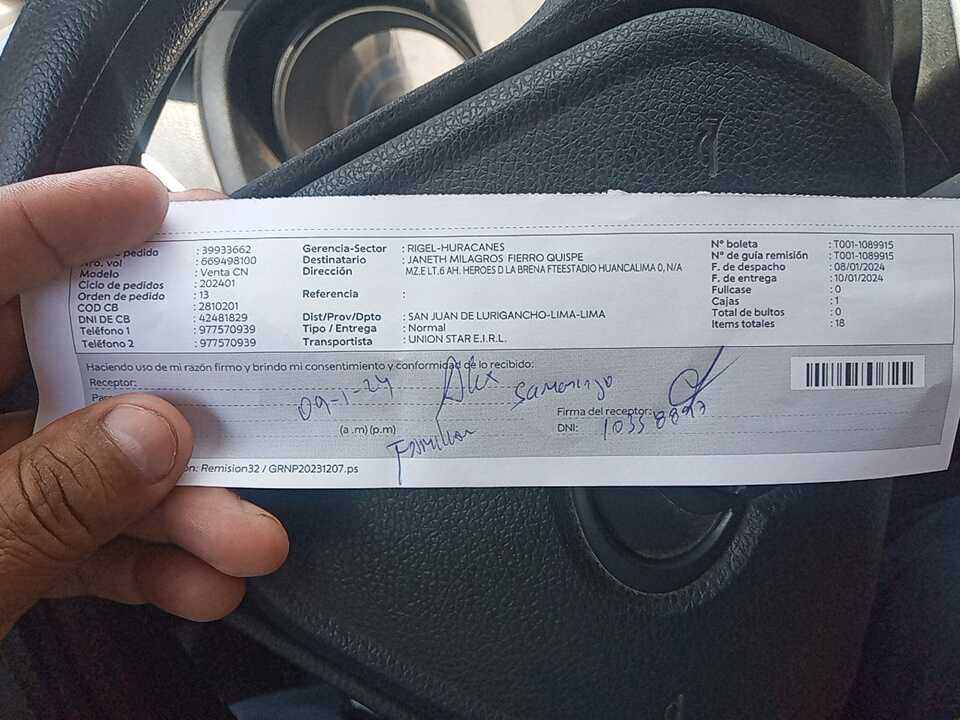 pedido : 39933662
Nro. vol : 669498100
Modelo : Venta CN
Ciclo de pedidos : 202401
Orden de pedido : 13
COD CB : 2810201
DNI DE CB : 42481829
Teléfono 1 : 977570939
Teléfono 2 : 977570939
Gerencia-Sector : RIGEL-HURACANES
Destinatario : JANETH MILAGROS FIERRO QUISPE
Dirección MZ.E LT.6 AH. HEROES D LA BRENA FTEESTADIO HUANCALIMA 0, N/A
Referencia :
Dist/Prov/Dpto : SAN JUAN DE LURIGANCHO-LIMA-LIMA
Tipo / Entrega : Normal
Transportista : UNION STAR E.I.R.L.
N° boleta : T001-1089915
N° de guía remisión : T001-1089915
F. de despacho : 08/01/2024
F. de entrega : 10/01/2024
Fullcase : 0
Cajas : 1
Total de bultos : 0
Items totales : 18
Haciendo uso de mi razón firmo y brindo mi consentimiento y conformidad de lo recibido:
Receptor:
09-1-24 Alex Samaniego
(a .m) (p.m)
Familiar
Firma del receptor:
DNI:
n: Remision32 / GRNP20231207.ps